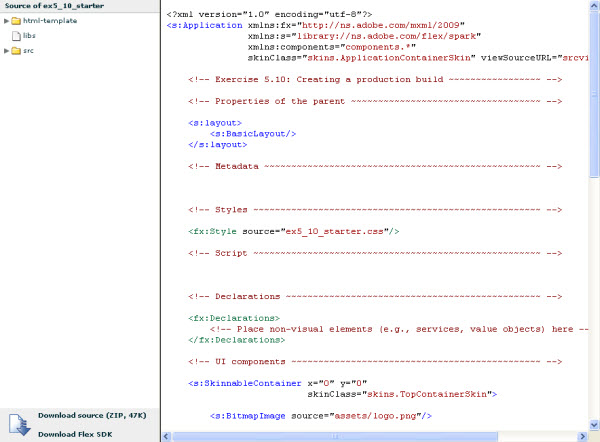 Source of ex5_10_starter
html-template
libs
src
Download source (ZIP, 47K)
Download Flex SDK
<?xml version="1.0" encoding="utf-8"?>
<s:Application xmlns:fx="http://ns.adobe.com/mxml/2009"
xmlns:s="library://ns.adobe.com/flex/spark"
xmlns:components="components.*"
skinClass="skins.ApplicationContainerSkin" viewSourceURL="srcvi
<!-- Exercise 5.10: Creating a production build ~~~~~~~~~~~~~~~~~ -->
<!-- Properties of the parent ~~~~~~~~~~~~~~~~~~~~~~~~~~~~~~~~~~~ -->
<s:layout>
<s:BasicLayout/>
</s:layout>
<!-- Metadata ~~~~~~~~~~~~~~~~~~~~~~~~~~~~~~~~~~~~~~~~~~~~~~~~~~~ -->
<!-- Styles ~~~~~~~~~~~~~~~~~~~~~~~~~~~~~~~~~~~~~~~~~~~~~~~~~~~~~ -->
<fx:Style source="ex5_10_starter.css"/>
<!-- Script ~~~~~~~~~~~~~~~~~~~~~~~~~~~~~~~~~~~~~~~~~~~~~~~~~~~~~ -->
<!-- Declarations ~~~~~~~~~~~~~~~~~~~~~~~~~~~~~~~~~~~~~~~~~~~~~~~ -->
<fx:Declarations>
<!-- Place non-visual elements (e.g., services, value objects) here --
</fx:Declarations>
<!-- UI components ~~~~~~~~~~~~~~~~~~~~~~~~~~~~~~~~~~~~~~~~~~~~~~ -->
<s:SkinnableContainer x="0" y="0"
skinClass="skins.TopContainerSkin">
<s:BitmapImage source="assets/logo.png"/>